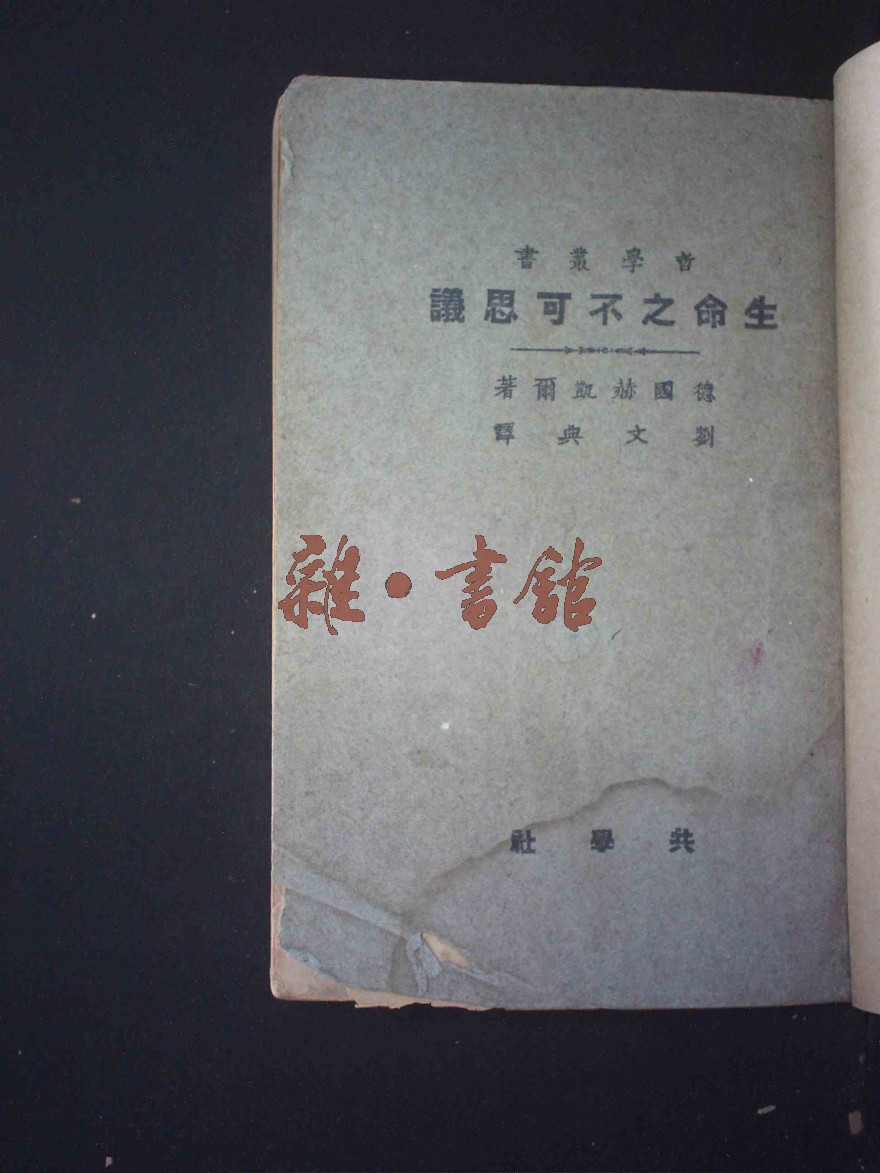 哲學叢書
生命之不可思議
德國赫凱爾著
劉文典譯
雜·書館
共學社